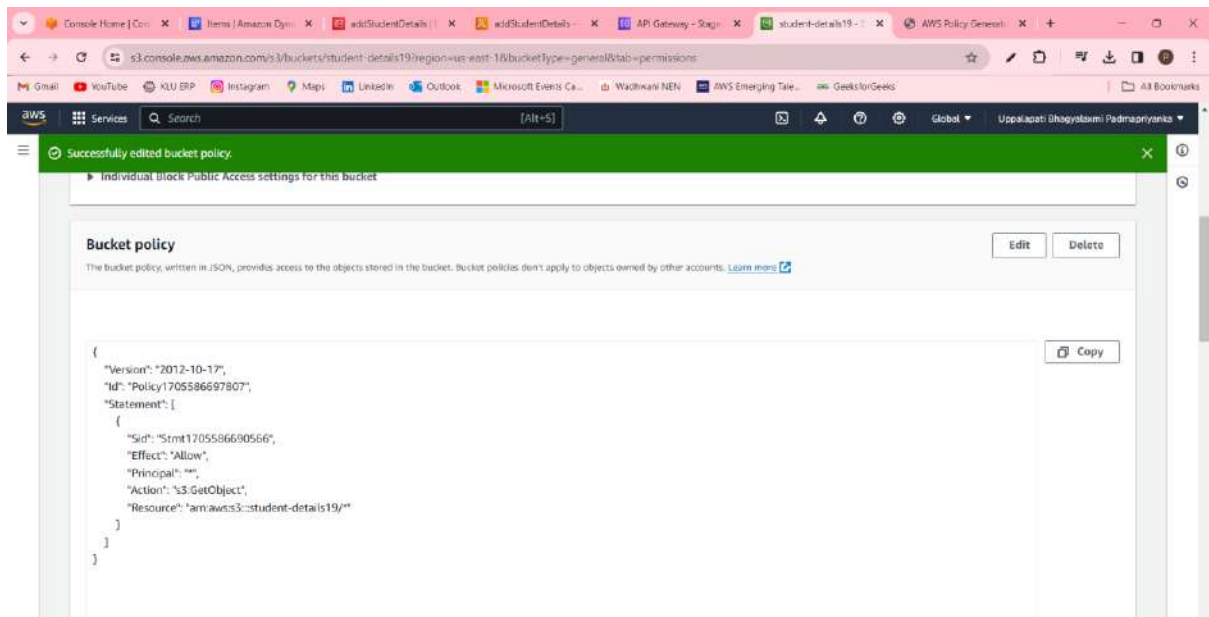 Console Home | Con
Items | Amazon Dyn
addStudentDetails |
addStudentDetails -
API Gateway - Stage
student-details19 - S
AWS Policy Generat
s3.console.aws.amazon.com/s3/buckets/student-details19?region=us-east-1&bucketType=general&tab=permissions
Gmail YouTube KLU ERP Instagram Maps LinkedIn Outlook Microsoft Events Ca... Wadhwani NEN AWS Emerging Tale... GeeksforGeeks All Bookmarks
aws Services Search [Alt+S] Global Uppalapati Bhagyalaxmi Padmapriyanka
Successfully edited bucket policy.
Individual Block Public Access settings for this bucket
Bucket policy Edit Delete
The bucket policy, written in JSON, provides access to the objects stored in the bucket. Bucket policies don't apply to objects owned by other accounts. Learn more
Copy
{
"Version": "2012-10-17",
"Id": "Policy1705586697807",
"Statement": [
{
"Sid": "Stmt1705586690566",
"Effect": "Allow",
"Principal": "*",
"Action": "s3:GetObject",
"Resource": "arn:aws:s3:::student-details19/*"
}
]
}